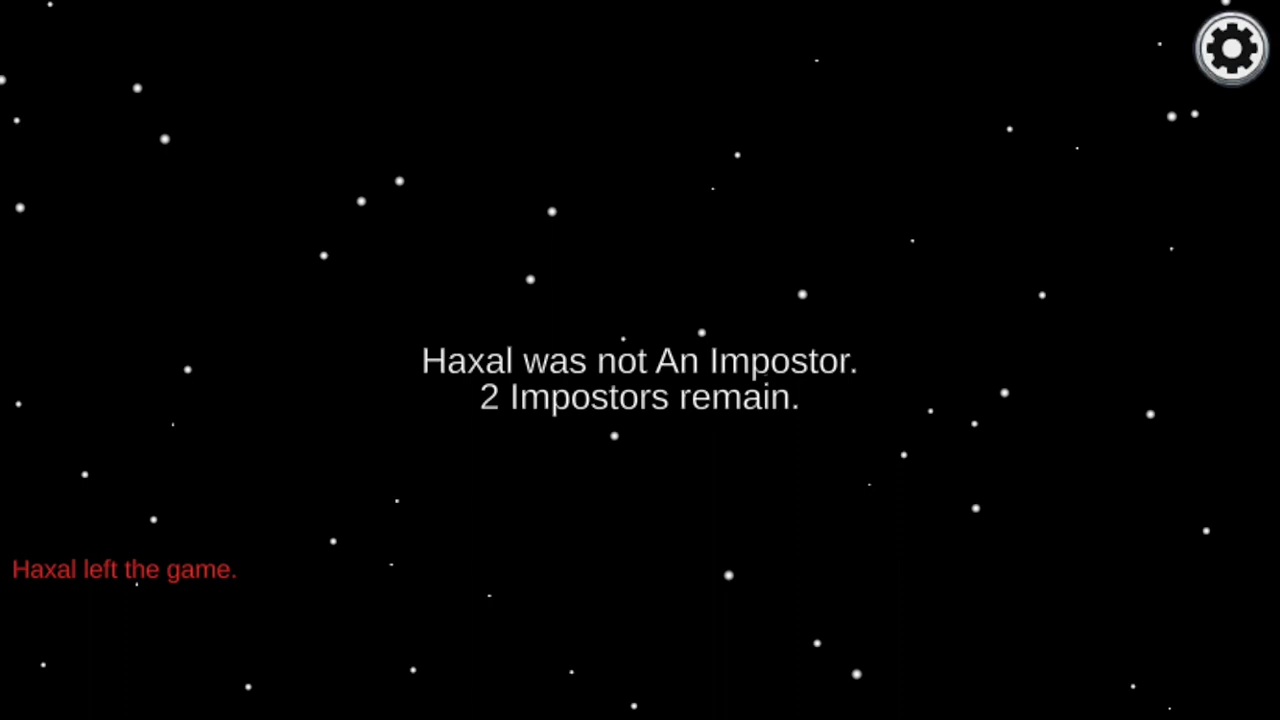 Haxal was not An Impostor.
2 Impostors remain.
Haxal left the game.